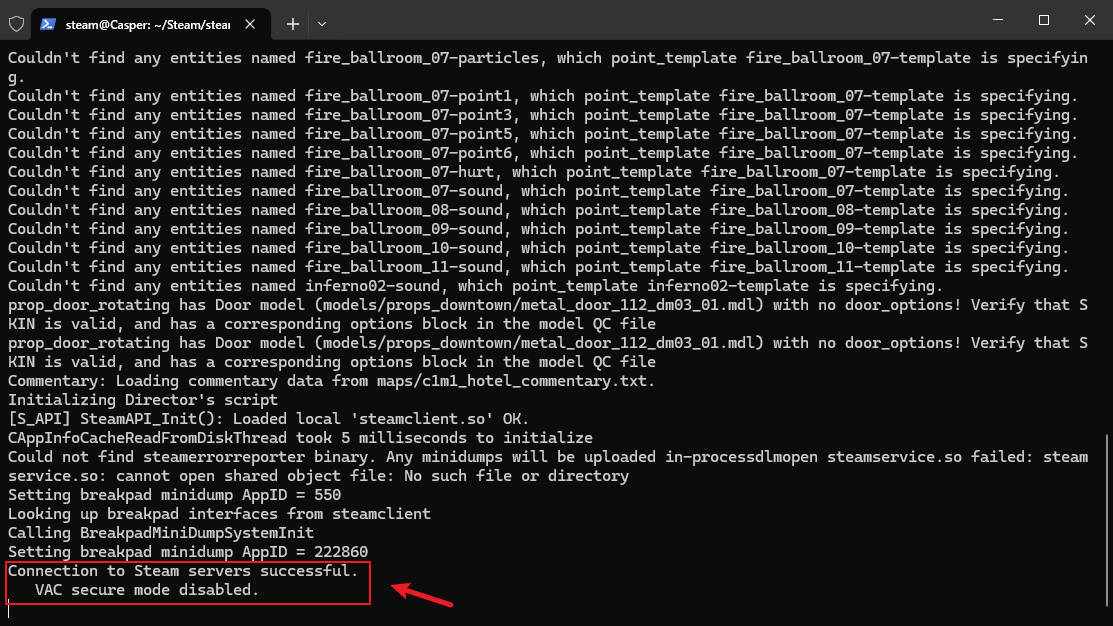 steam@Casper: ~/Steam/steam
Couldn't find any entities named fire_ballroom_07-particles, which point_template fire_ballroom_07-template is specifyin
g.
Couldn't find any entities named fire_ballroom_07-point1, which point_template fire_ballroom_07-template is specifying.
Couldn't find any entities named fire_ballroom_07-point3, which point_template fire_ballroom_07-template is specifying.
Couldn't find any entities named fire_ballroom_07-point5, which point_template fire_ballroom_07-template is specifying.
Couldn't find any entities named fire_ballroom_07-point6, which point_template fire_ballroom_07-template is specifying.
Couldn't find any entities named fire_ballroom_07-hurt, which point_template fire_ballroom_07-template is specifying.
Couldn't find any entities named fire_ballroom_07-sound, which point_template fire_ballroom_07-template is specifying.
Couldn't find any entities named fire_ballroom_08-sound, which point_template fire_ballroom_08-template is specifying.
Couldn't find any entities named fire_ballroom_09-sound, which point_template fire_ballroom_09-template is specifying.
Couldn't find any entities named fire_ballroom_10-sound, which point_template fire_ballroom_10-template is specifying.
Couldn't find any entities named fire_ballroom_11-sound, which point_template fire_ballroom_11-template is specifying.
Couldn't find any entities named inferno02-sound, which point_template inferno02-template is specifying.
prop_door_rotating has Door model (models/props_downtown/metal_door_112_dm03_01.mdl) with no door_options! Verify that S
KIN is valid, and has a corresponding options block in the model QC file
prop_door_rotating has Door model (models/props_downtown/metal_door_112_dm03_01.mdl) with no door_options! Verify that S
KIN is valid, and has a corresponding options block in the model QC file
Commentary: Loading commentary data from maps/c1m1_hotel_commentary.txt.
Initializing Director's script
[S_API] SteamAPI_Init(): Loaded local 'steamclient.so' OK.
CAppInfoCacheReadFromDiskThread took 5 milliseconds to initialize
Could not find steamerrorreporter binary. Any minidumps will be uploaded in-processdlmopen steamservice.so failed: steam
service.so: cannot open shared object file: No such file or directory
Setting breakpad minidump AppID = 550
Looking up breakpad interfaces from steamclient
Calling BreakpadMiniDumpSystemInit
Setting breakpad minidump AppID = 222860
Connection to Steam servers successful.
VAC secure mode disabled.